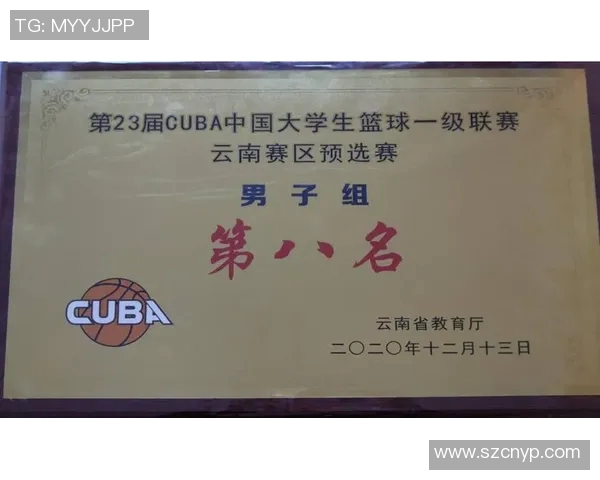 TG: MYYJJPP
第23届CUBA中国大学生篮球一级联赛
云南赛区预选赛
男子组
第八名
CUBA
云南省教育厅
二〇二〇年十二月十三日
www.szcnyp.com